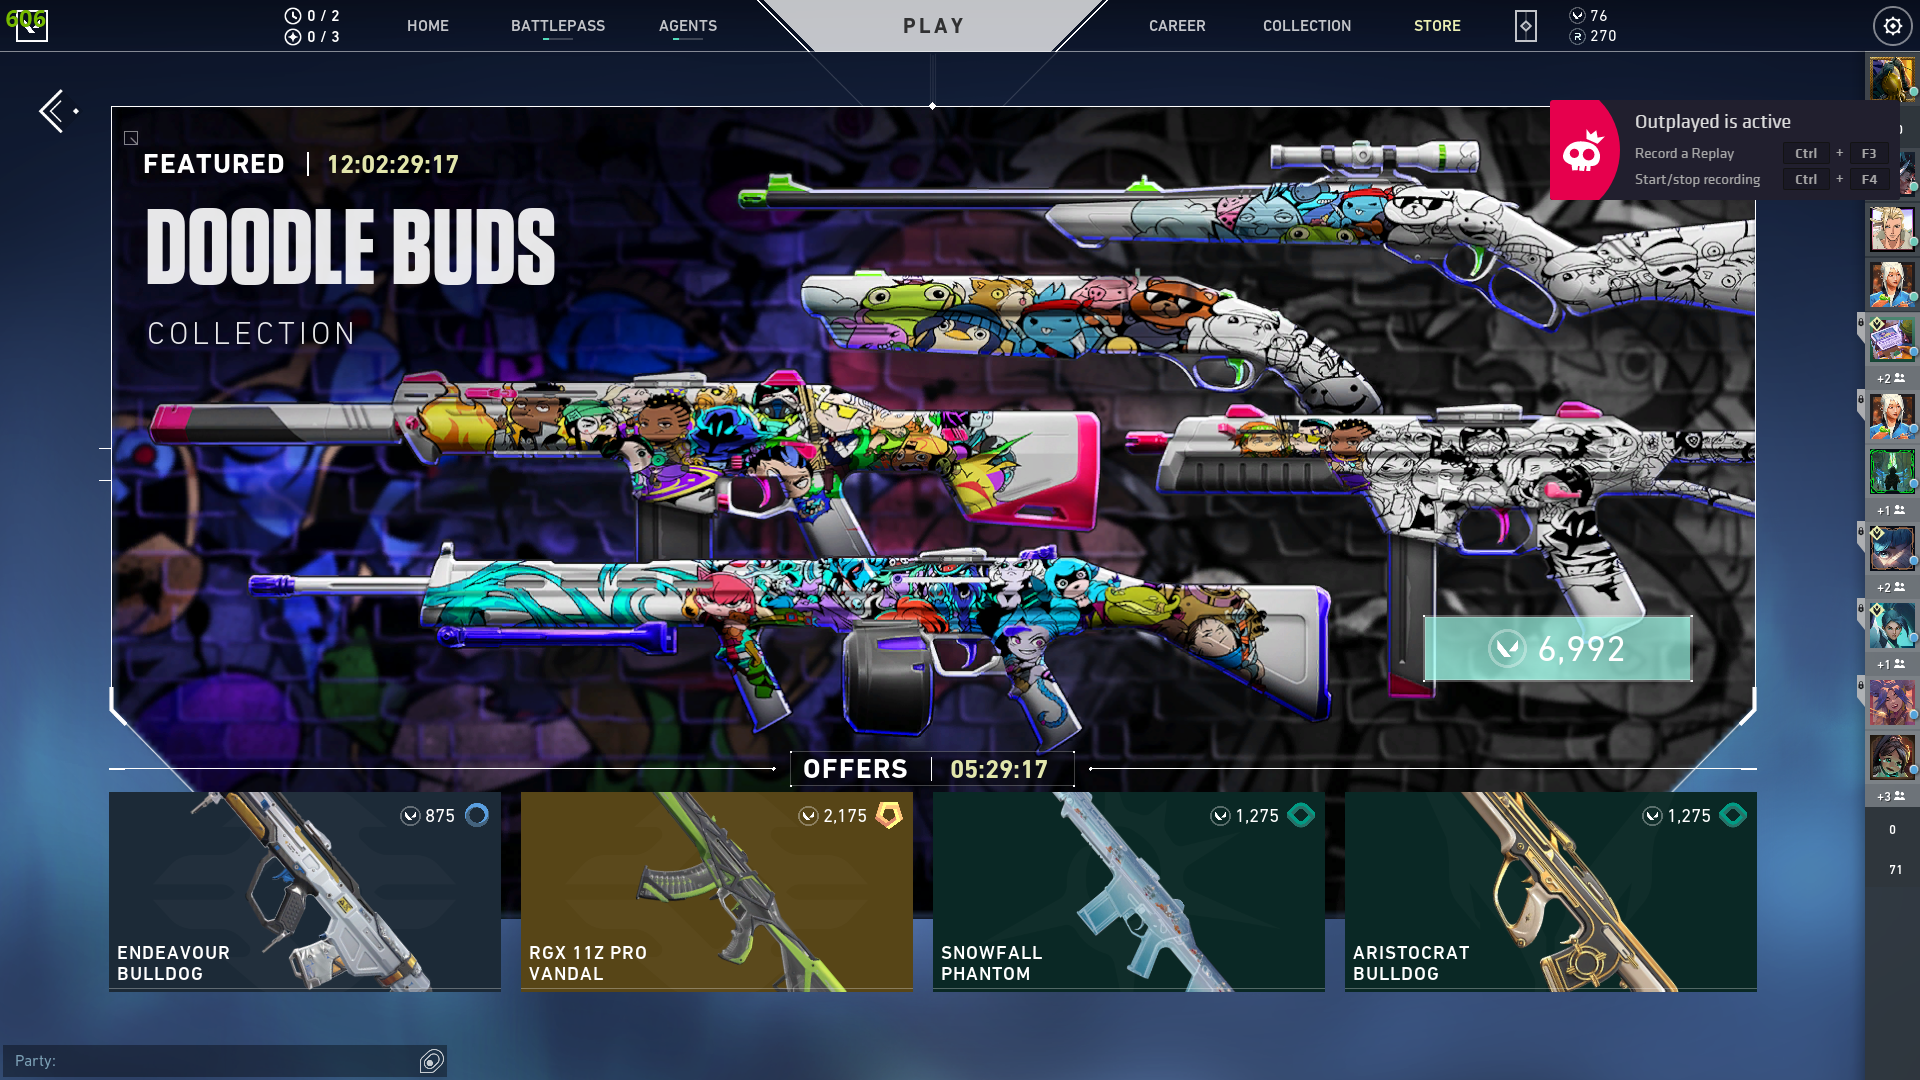 606
0 / 2
0 / 3
HOME
BATTLEPASS
AGENTS
PLAY
CAREER
COLLECTION
STORE
76
R 270
FEATURED | 12:02:29:17
DOODLE BUDS
COLLECTION
Outplayed is active
Record a Replay Ctrl + F3
Start/stop recording Ctrl + F4
6,992
OFFERS | 05:29:17
875
ENDEAVOUR
BULLDOG
2,175
RGX 11Z PRO
VANDAL
1,275
SNOWFALL
PHANTOM
1,275
ARISTOCRAT
BULLDOG
+2
+1
+2
+1
+3
0
71
Party: